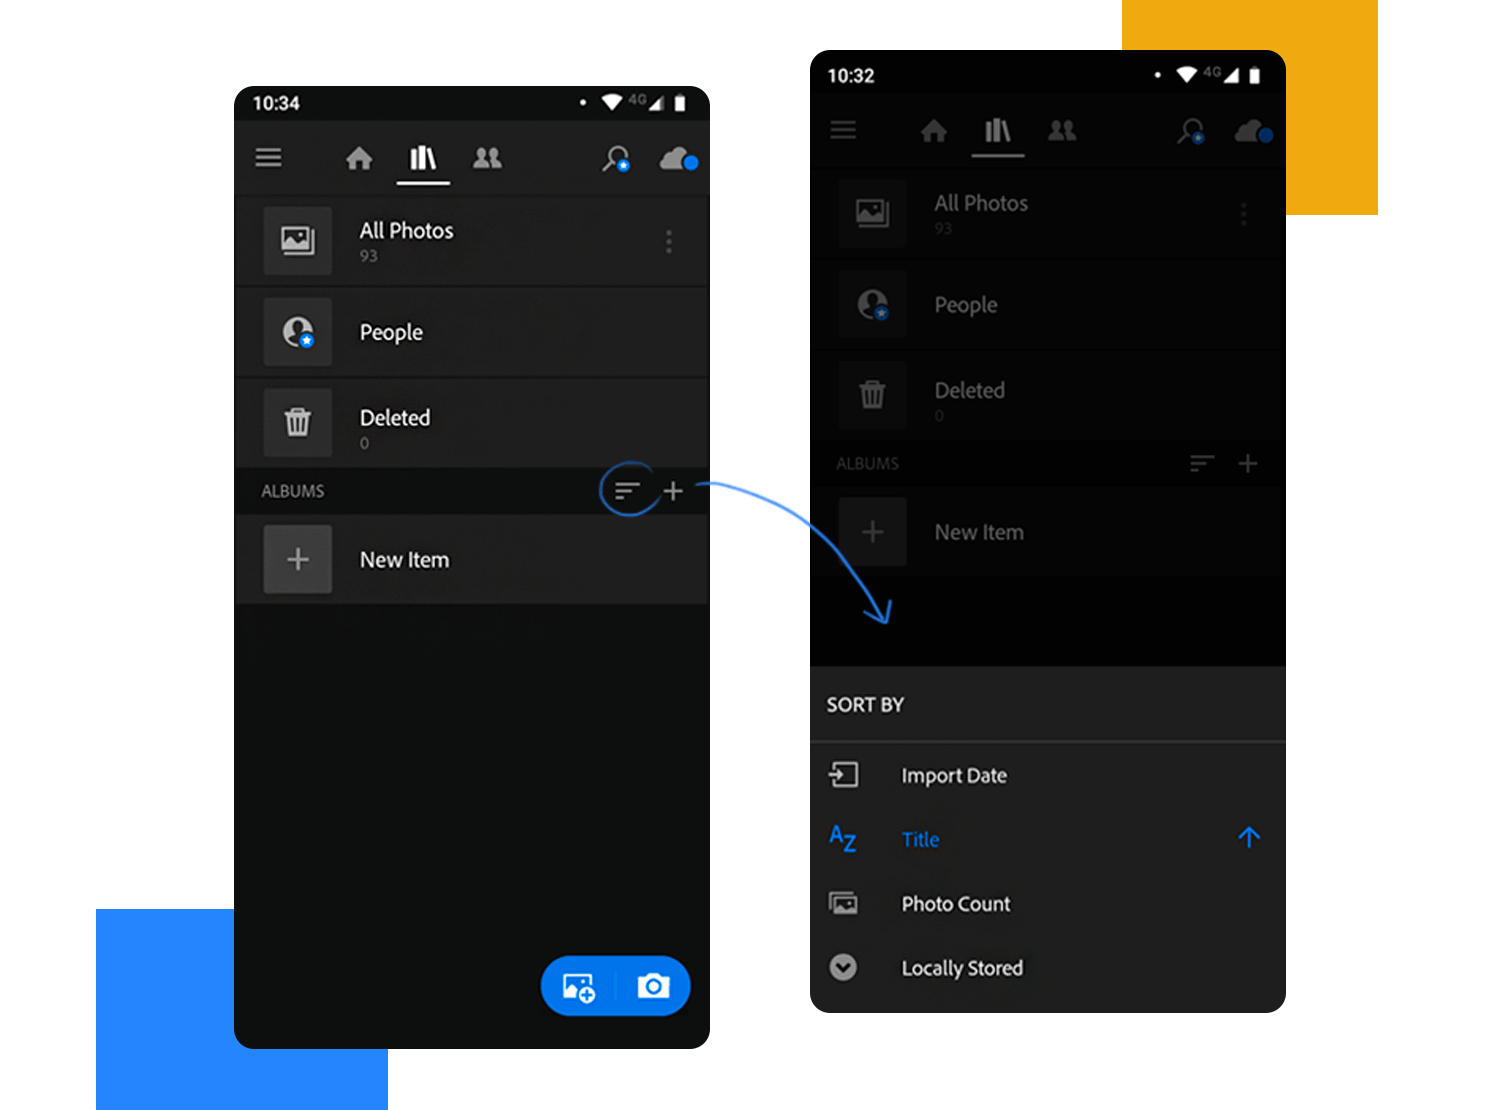 10:34
4G
All Photos
93
People
Deleted
0
ALBUMS
New Item
10:32
4G
All Photos
93
People
Deleted
0
ALBUMS
New Item
SORT BY
Import Date
AZ Title
Photo Count
Locally Stored